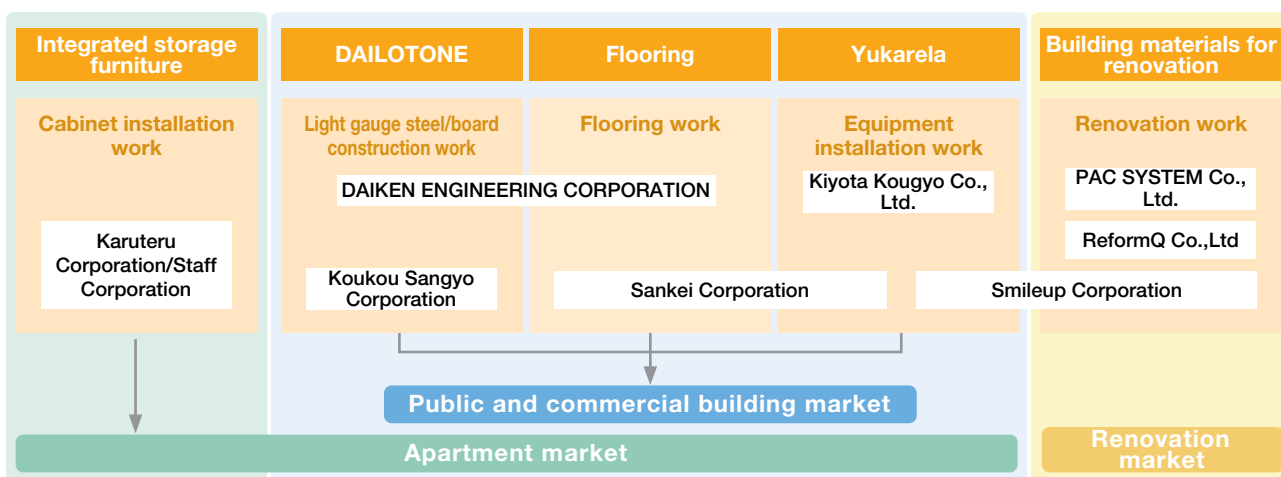 Integrated storage
furniture
DAILOTONE
Flooring
Yukarela
Building materials for
renovation
Cabinet installation
work
Light gauge steel/board
construction work
Flooring work
Equipment
installation work
Renovation work
DAIKEN ENGINEERING CORPORATION
Kiyota Kougyo Co.,
Ltd.
PAC SYSTEM Co.,
Ltd.
ReformQ Co.,Ltd
Karuteru
Corporation/Staff
Corporation
Koukou Sangyo
Corporation
Sankei Corporation
Smileup Corporation
Public and commercial building market
Apartment market
Renovation
market